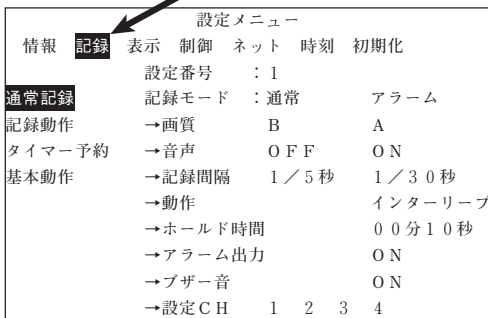 設定メニュー
情報 記録 表示 制御 ネット 時刻 初期化
設定番号 ：1
通常記録 記録モード ：通常 アラーム
記録動作 →画質 B A
タイマー予約 →音声 ＯＦＦ ＯＮ
基本動作 →記録間隔 １／５秒 １／３０秒
→動作 インターリーブ
→ホールド時間 ００分１０秒
→アラーム出力 ＯＮ
→ブザー音 ＯＮ
→設定ＣＨ １ ２ ３ ４